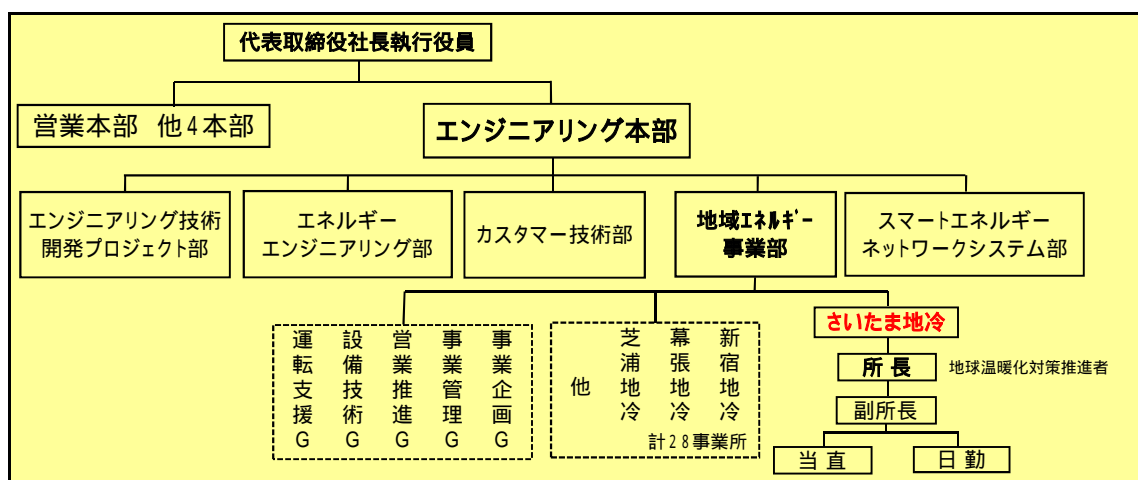 代表取締役社長執行役員
営業本部 他4本部
エンジニアリング本部
エンジニアリング技術
開発プロジェクト部
エネルギー
エンジニアリング部
カスタマー技術部
地域エネルギー
事業部
スマートエネルギー
ネットワークシステム部
運転支援G
設備技術G
営業推進G
事業管理G
事業企画G
他
芝浦地冷
幕張地冷
新宿地冷
計28事業所
さいたま地冷
所長
地球温暖化対策推進者
副所長
当直
日勤